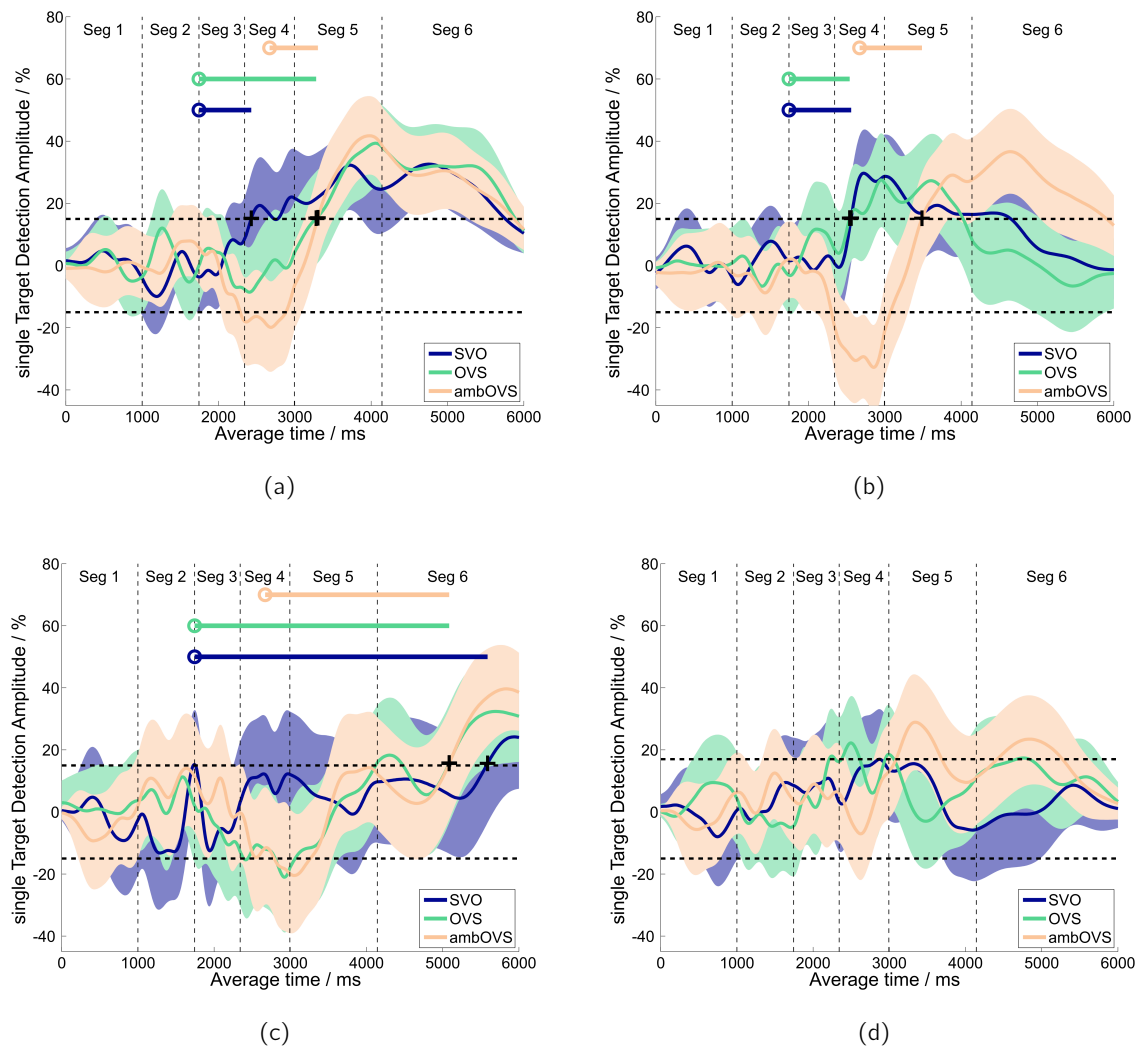 single Target Detection Amplitude / %
80
60
40
20
0
-20
-40
Seg 1 Seg 2 Seg 3 Seg 4 Seg 5 Seg 6
SVO
OVS
ambOVS
0 1000 2000 3000 4000 5000 6000
Average time / ms
(a)
single Target Detection Amplitude / %
80
60
40
20
0
-20
-40
Seg 1 Seg 2 Seg 3 Seg 4 Seg 5 Seg 6
SVO
OVS
ambOVS
0 1000 2000 3000 4000 5000 6000
Average time / ms
(b)
single Target Detection Amplitude / %
80
60
40
20
0
-20
-40
Seg 1 Seg 2 Seg 3 Seg 4 Seg 5 Seg 6
SVO
OVS
ambOVS
0 1000 2000 3000 4000 5000 6000
Average time / ms
(c)
single Target Detection Amplitude / %
80
60
40
20
0
-20
-40
Seg 1 Seg 2 Seg 3 Seg 4 Seg 5 Seg 6
SVO
OVS
ambOVS
0 1000 2000 3000 4000 5000 6000
Average time / ms
(d)